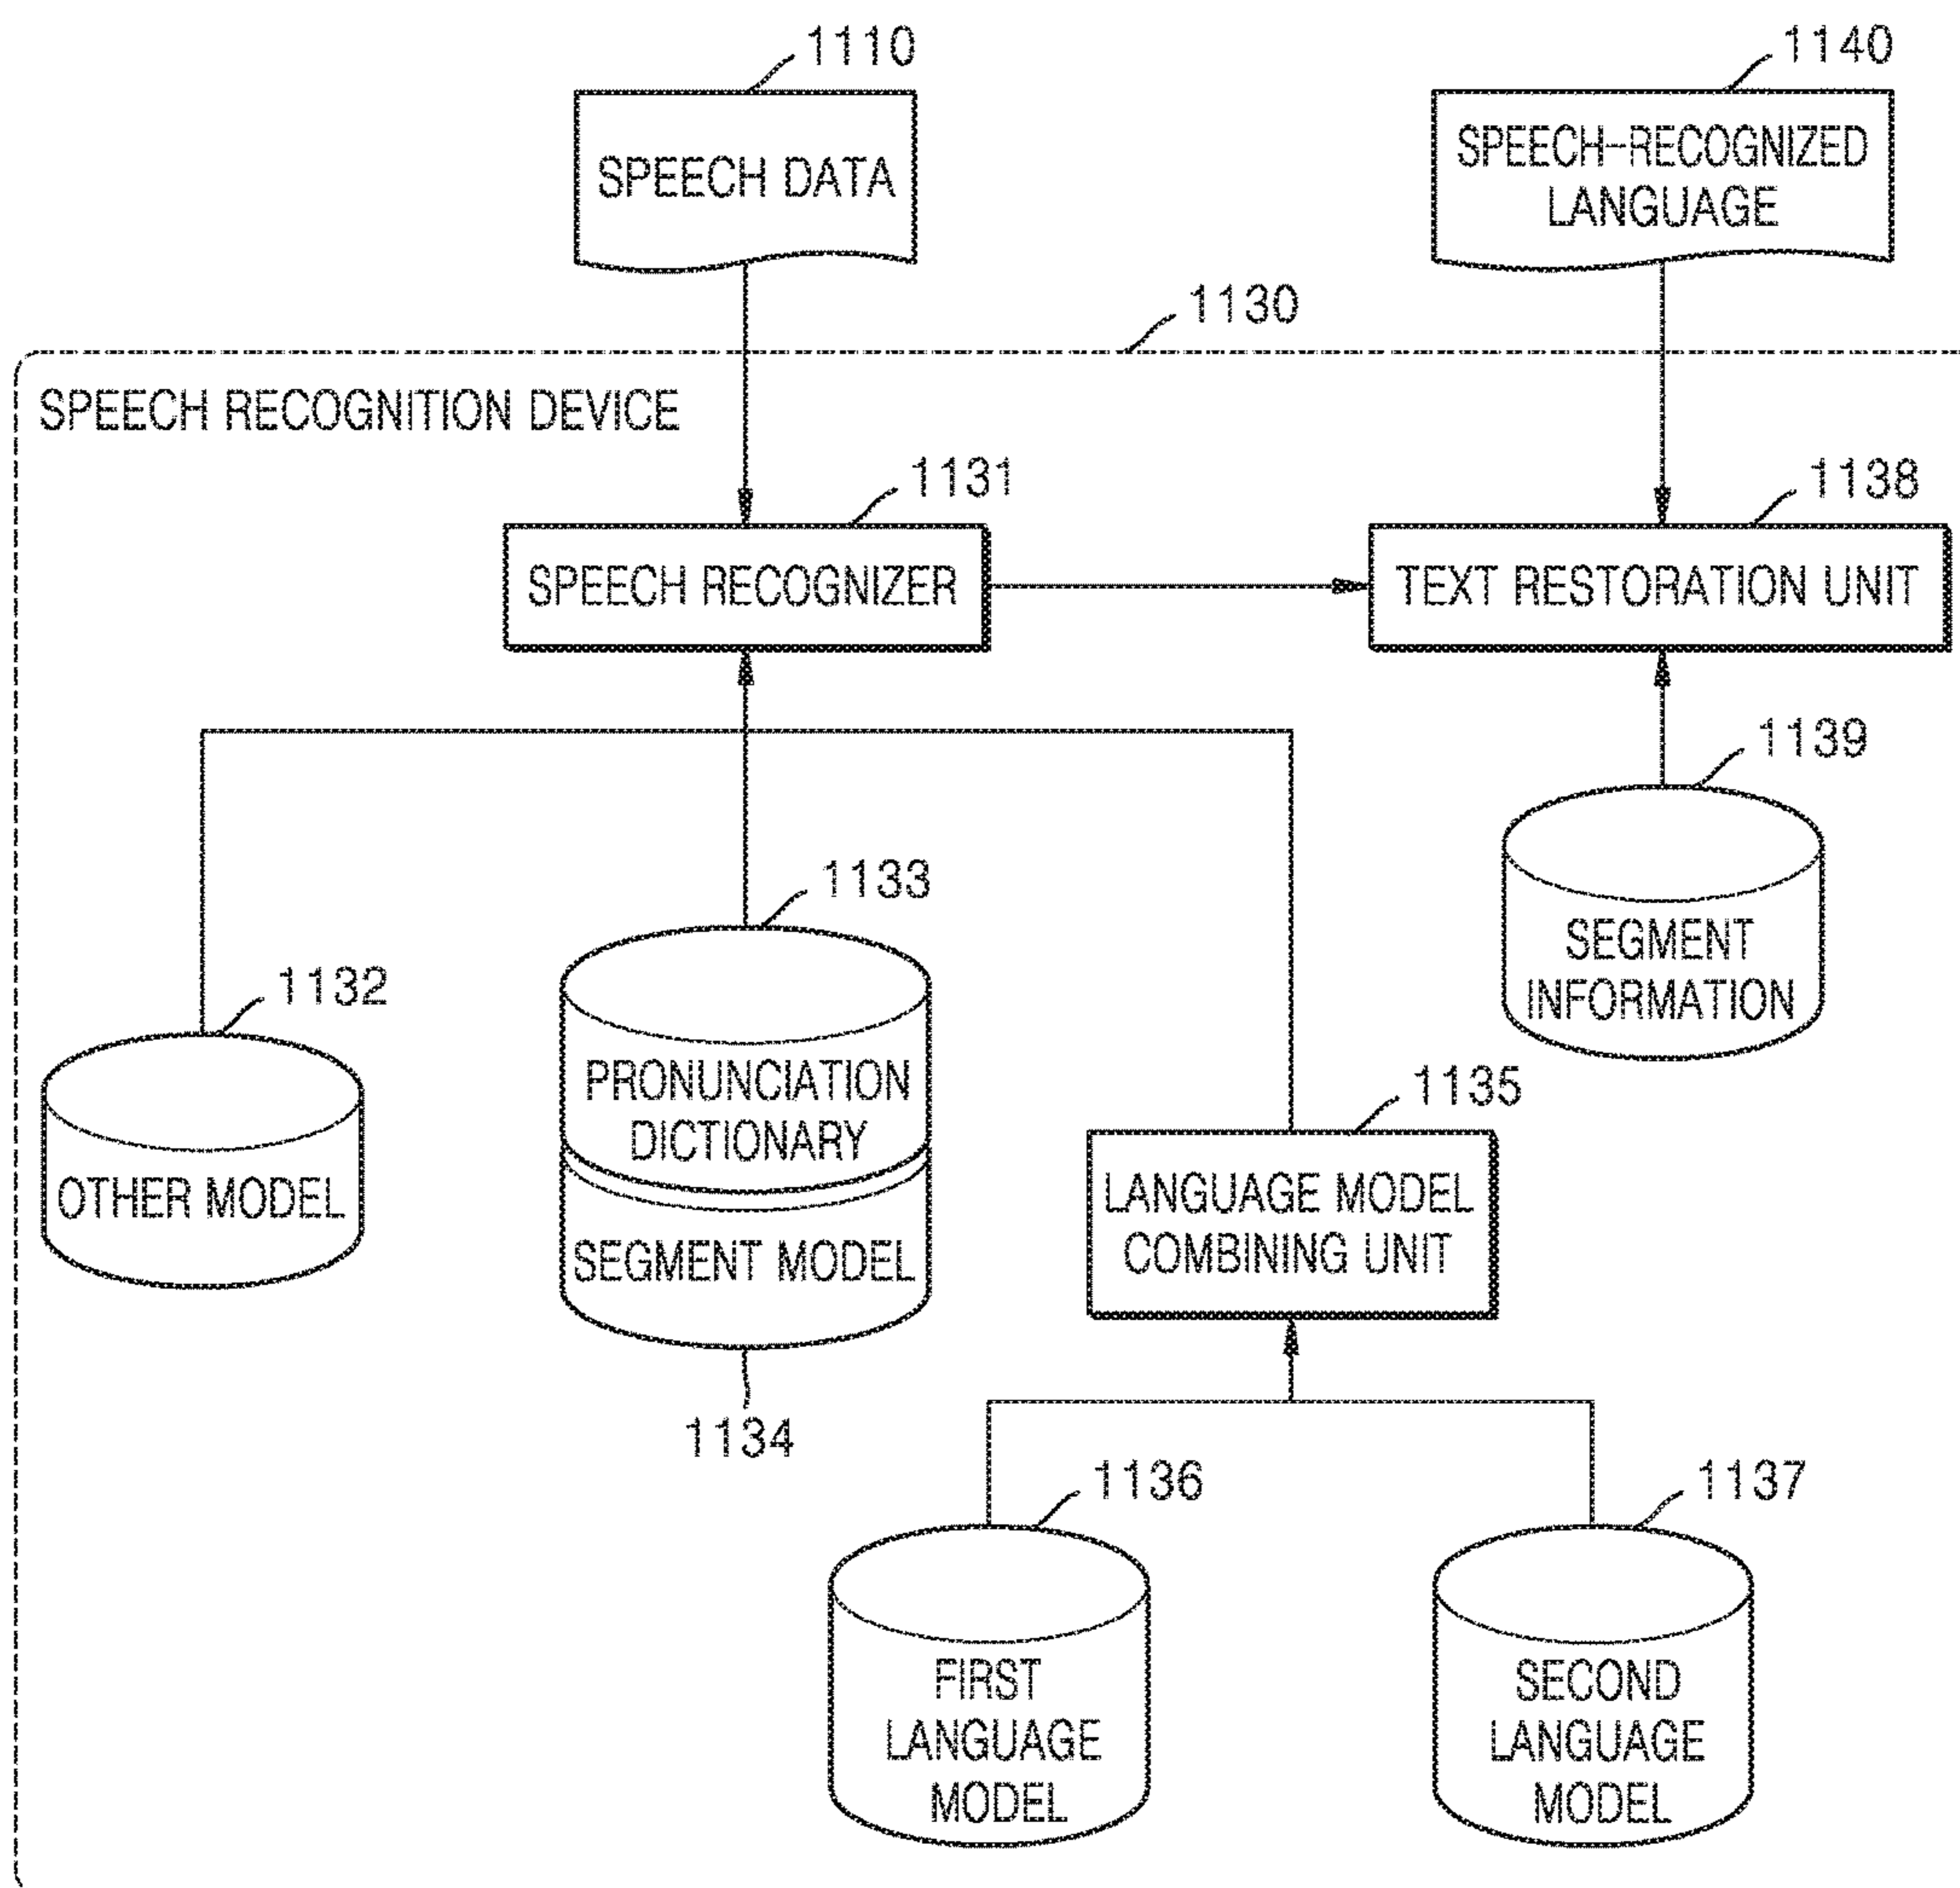 1110
1140
SPEECH DATA
SPEECH-RECOGNIZED
LANGUAGE
1130
SPEECH RECOGNITION DEVICE
1131
1138
SPEECH RECOGNIZER
TEXT RESTORATION UNIT
1139
1133
SEGMENT
INFORMATION
1132
PRONUNCIATION
DICTIONARY
1135
OTHER MODEL
LANGUAGE MODEL
COMBINING UNIT
SEGMENT MODEL
1134
1136
1137
FIRST
LANGUAGE
MODEL
SECOND
LANGUAGE
MODEL